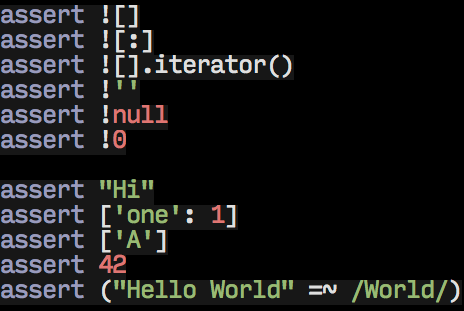 assert ![]
assert ![:]
assert ![].iterator()
assert !''
assert !null
assert !0
assert "Hi"
assert ['one': 1]
assert ['A']
assert 42
assert ("Hello World" =~ /World/)